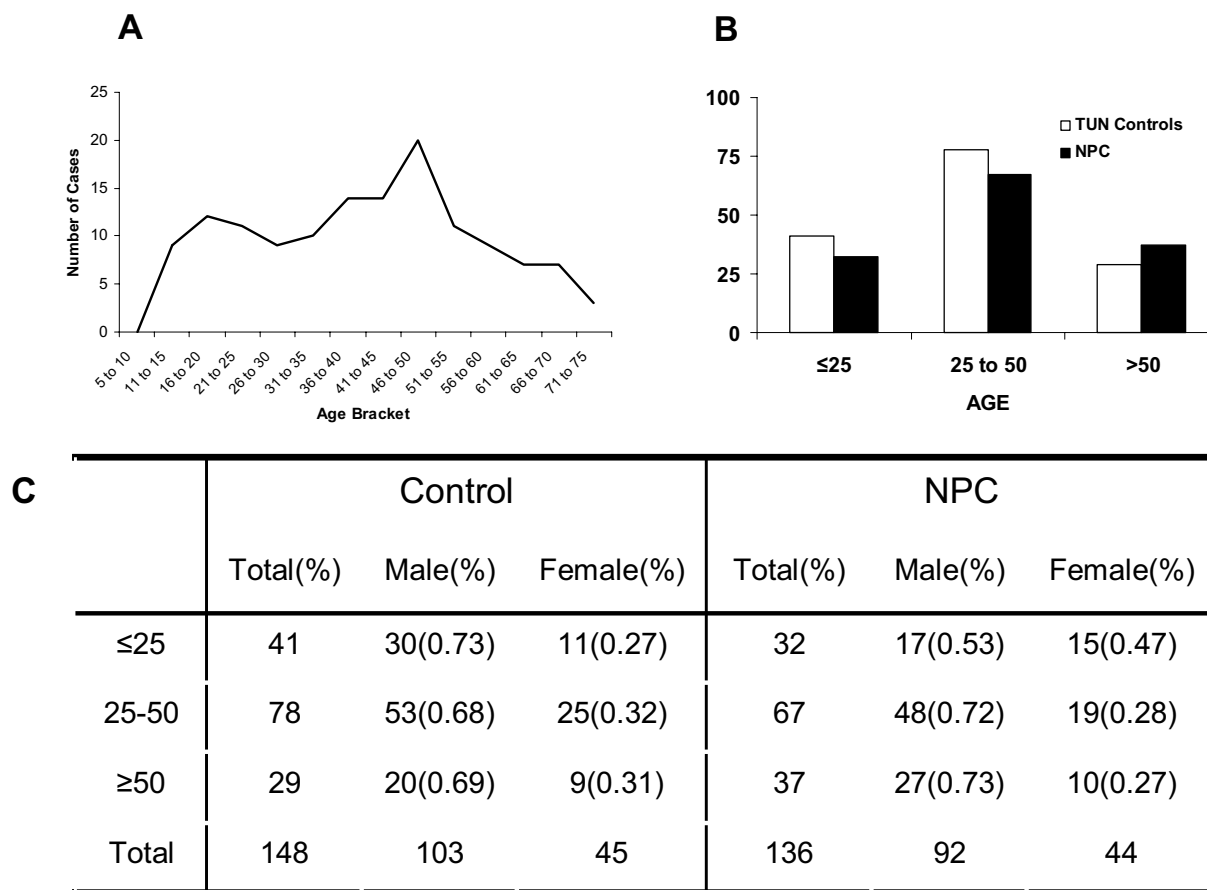 A
Number of Cases
25
20
15
10
5
0
5 to 10
11 to 15
16 to 20
21 to 25
26 to 30
31 to 35
36 to 40
41 to 45
46 to 50
51 to 55
56 to 60
61 to 65
66 to 70
71 to 75
Age Bracket
B
100
75
50
25
0
TUN Controls
NPC
≤25 25 to 50 >50
AGE
C
Control NPC
Total(%) Male(%) Female(%) Total(%) Male(%) Female(%)
≤25 41 30(0.73) 11(0.27) 32 17(0.53) 15(0.47)
25-50 78 53(0.68) 25(0.32) 67 48(0.72) 19(0.28)
≥50 29 20(0.69) 9(0.31) 37 27(0.73) 10(0.27)
Total 148 103 45 136 92 44